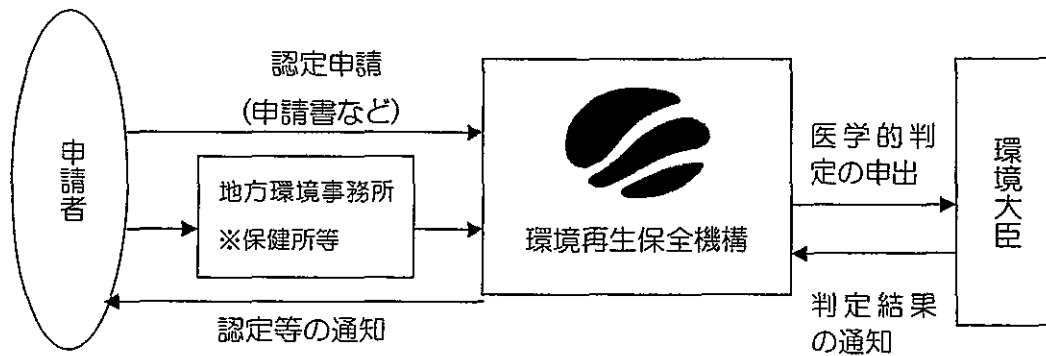 申請者
認定申請
(申請書など)
地方環境事務所
※保健所等
認定等の通知
環境再生保全機構
医学的判
定の申出
判定結果
の通知
環境大臣